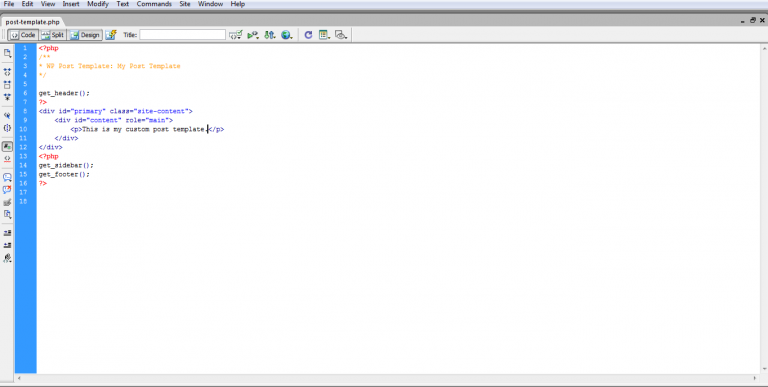 File Edit View Insert Modify Text Commands Site Window Help
post-template.php
Code Split Design Title:
1 <?php
2 /**
3 * WP Post Template: My Post Template
4 */
5
6 get_header();
7 ?>
8 <div id="primary" class="site-content">
9 <div id="content" role="main">
10 <p>This is my custom post template.</p>
11 </div>
12 </div>
13 <?php
14 get_sidebar();
15 get_footer();
16 ?>
17
18